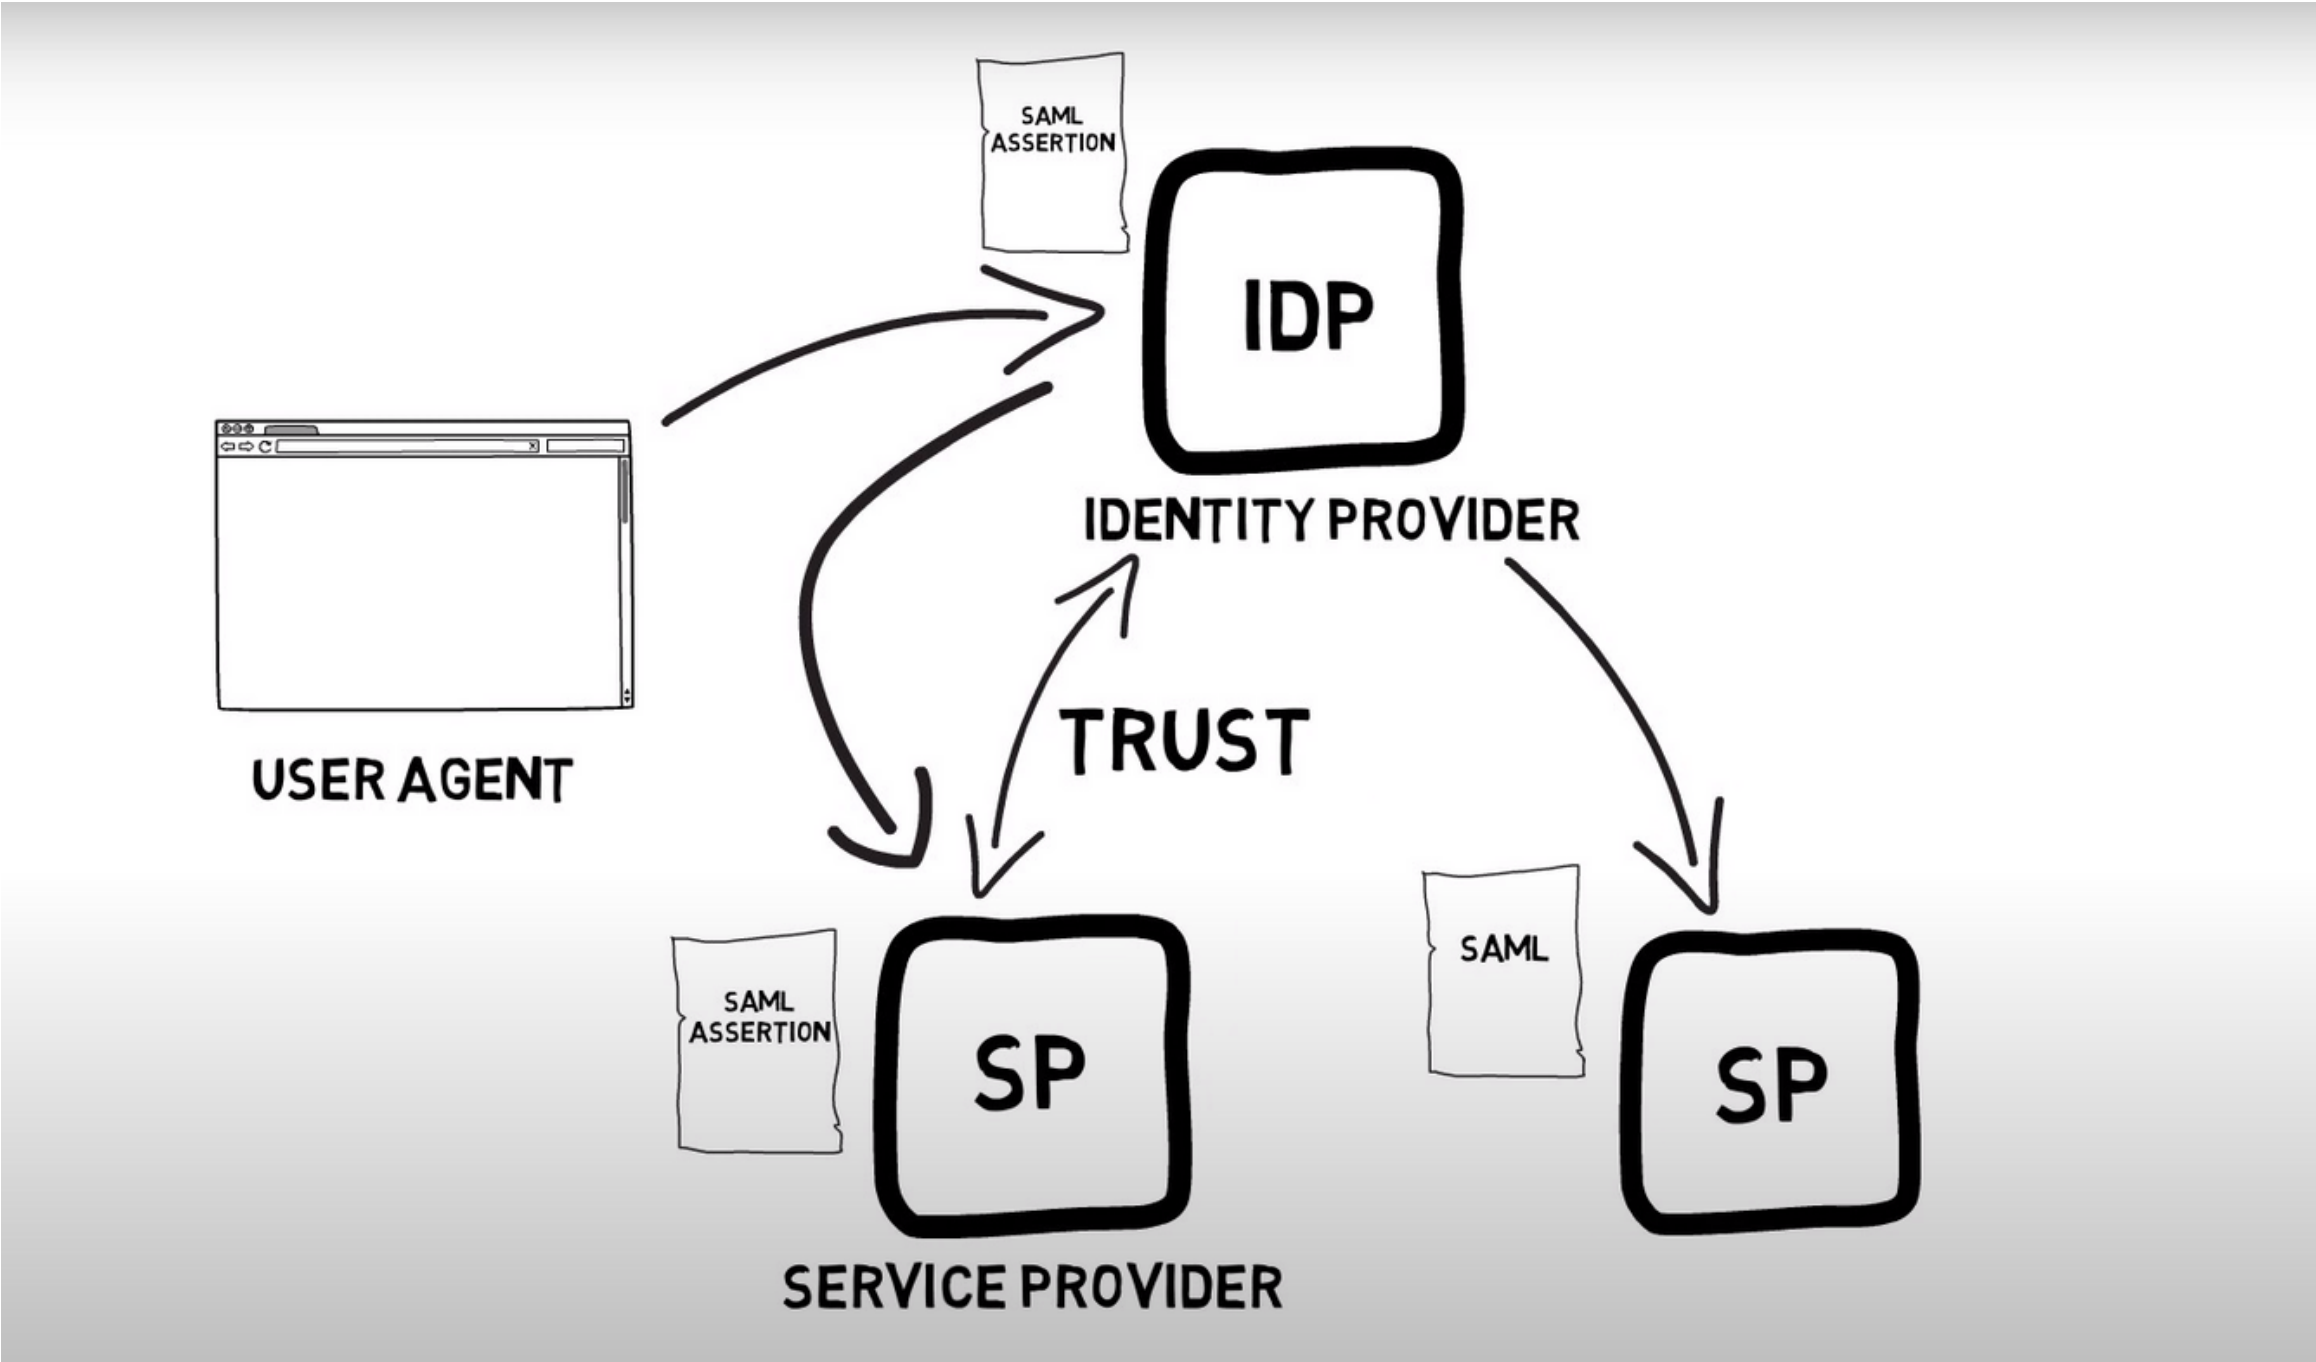 SAML
ASSERTION
IDP
IDENTITY PROVIDER
USER AGENT
TRUST
SAML
ASSERTION
SP
SERVICE PROVIDER
SAML
SP